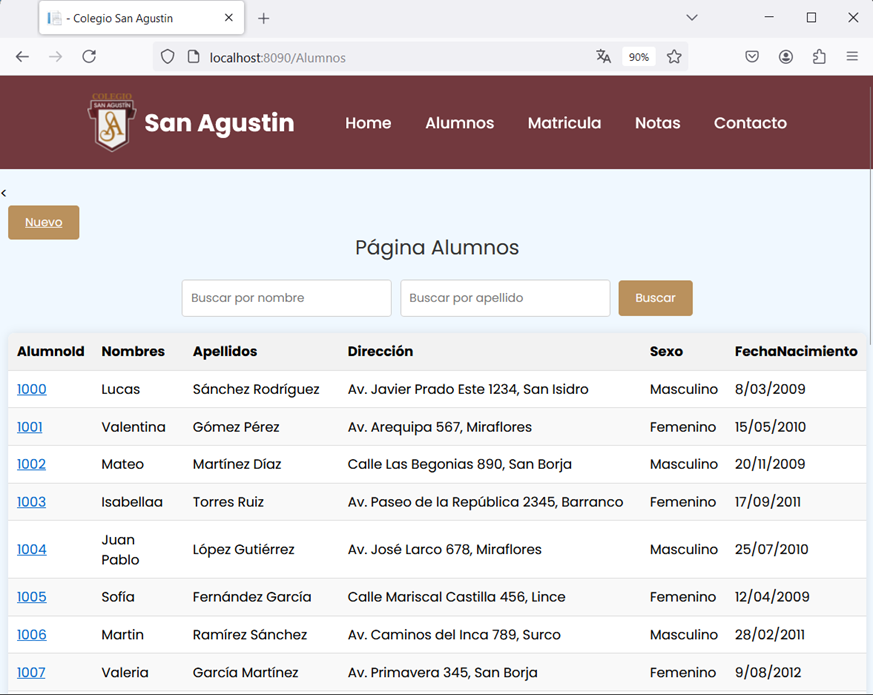 - Colegio San Agustin
localhost:8090/Alumnos
90%
COLEGIO
SAN AGUSTIN
SA
San Agustin
Home
Alumnos
Matricula
Notas
Contacto
<
Nuevo
Página Alumnos
Buscar por nombre
Buscar por apellido
Buscar
AlumnoId Nombres Apellidos Dirección Sexo FechaNacimiento
1000 Lucas Sánchez Rodríguez Av. Javier Prado Este 1234, San Isidro Masculino 8/03/2009
1001 Valentina Gómez Pérez Av. Arequipa 567, Miraflores Femenino 15/05/2010
1002 Mateo Martínez Díaz Calle Las Begonias 890, San Borja Masculino 20/11/2009
1003 Isabellaa Torres Ruiz Av. Paseo de la República 2345, Barranco Femenino 17/09/2011
1004 Juan Pablo López Gutiérrez Av. José Larco 678, Miraflores Masculino 25/07/2010
1005 Sofía Fernández García Calle Mariscal Castilla 456, Lince Femenino 12/04/2009
1006 Martin Ramírez Sánchez Av. Caminos del Inca 789, Surco Masculino 28/02/2011
1007 Valeria García Martínez Av. Primavera 345, San Borja Femenino 9/08/2012